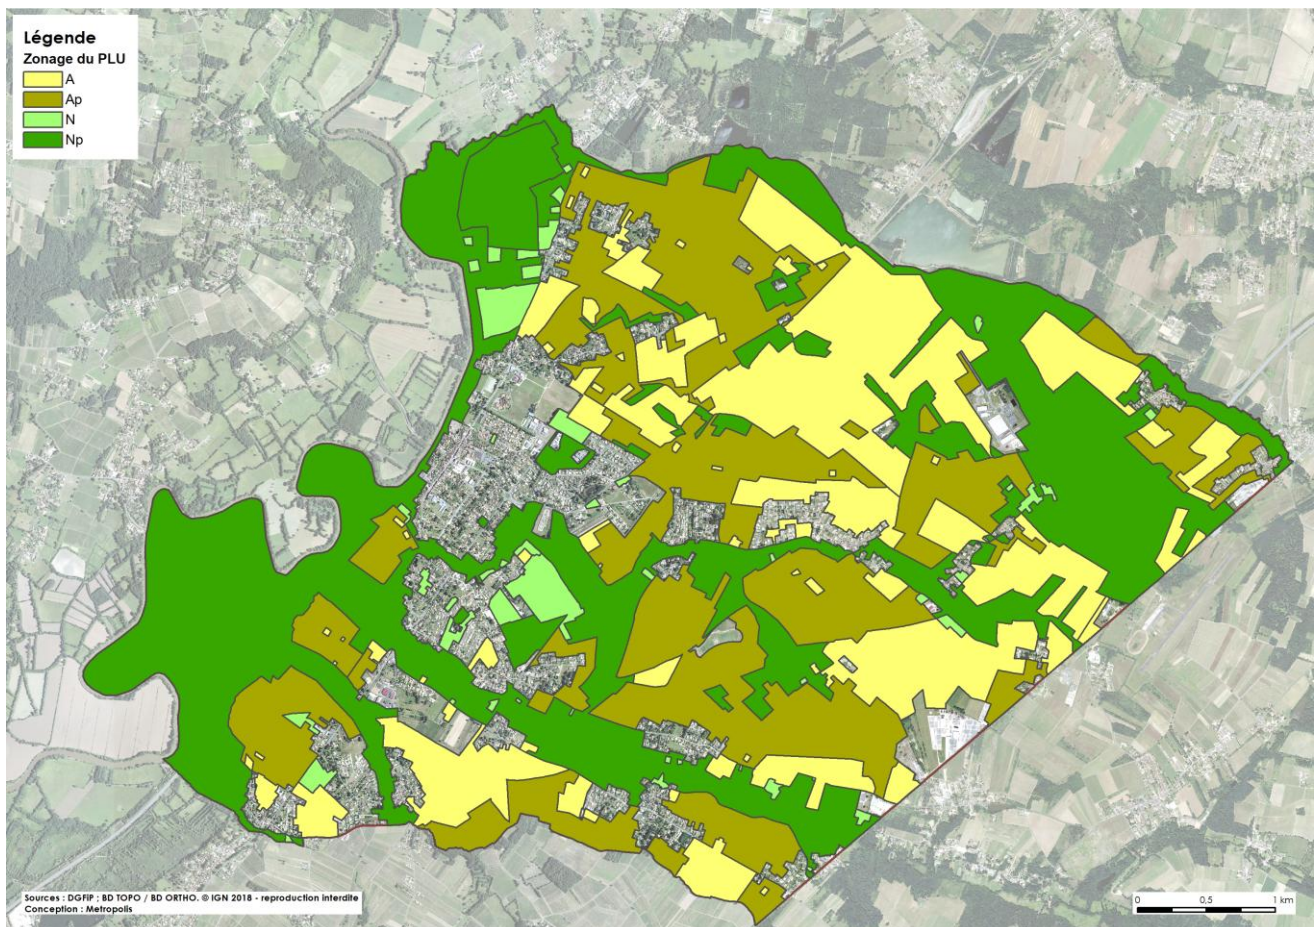 Légende
Zonage du PLU
A
Ap
N
Np
Sources : DGFiP ; BD TOPO / BD ORTHO. © IGN 2018 - reproduction interdite
Conception : Metropolis
0 0,5 1 km